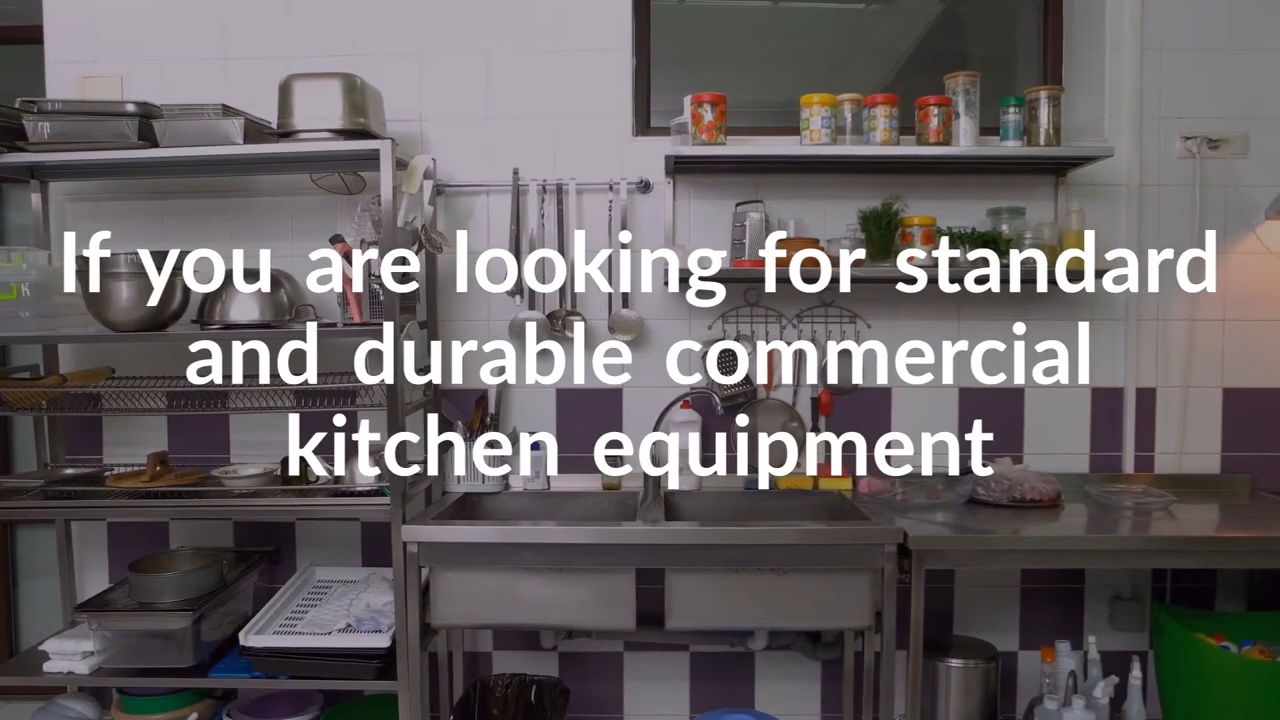 If you are looking for standard
and durable commercial
kitchen equipment